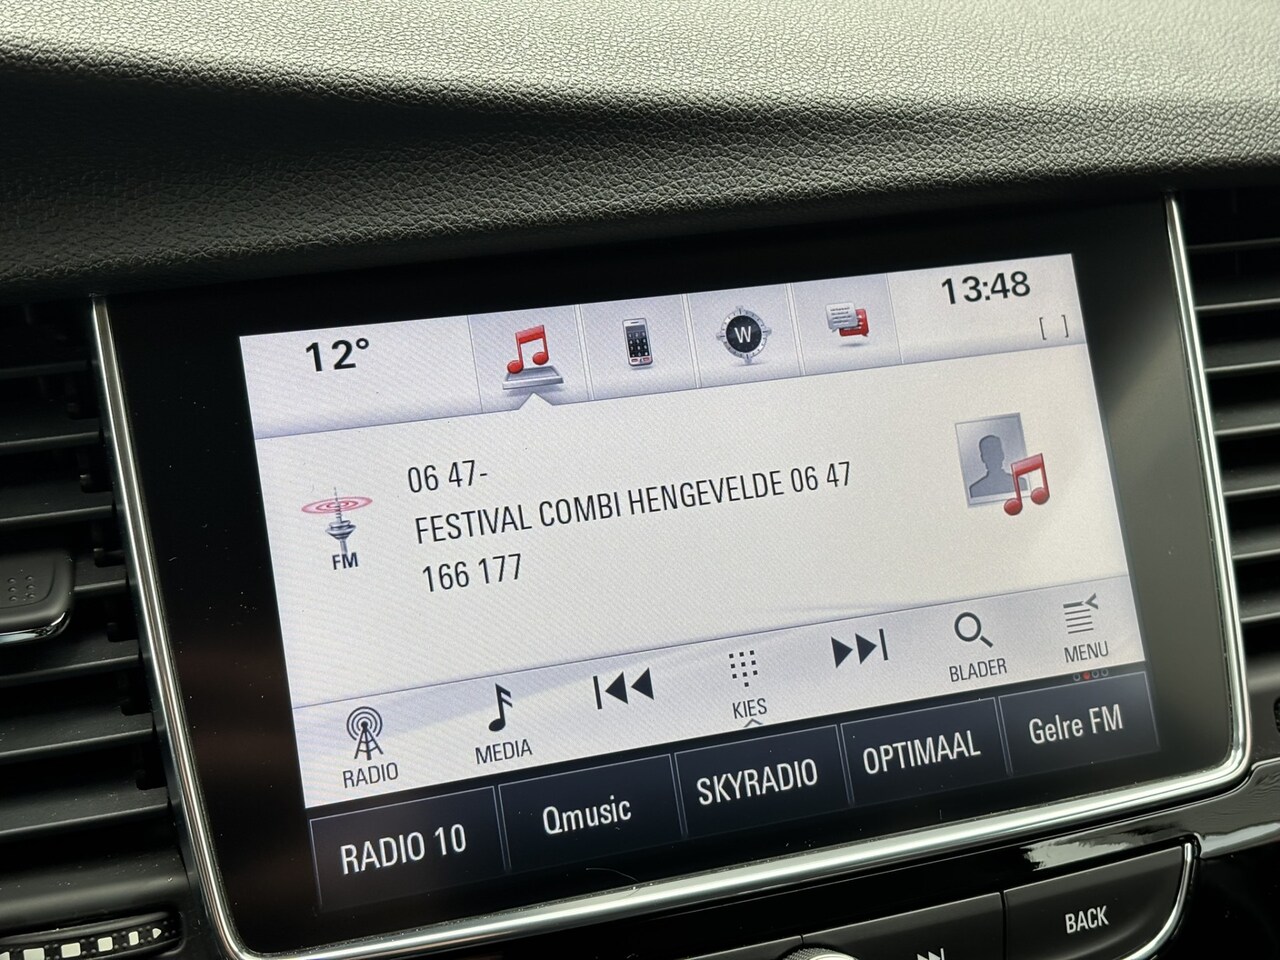 12°
W
13:48
[ ]
06 47-
FESTIVAL COMBI HENGEVELDE 06 47
166 177
FM
RADIO
MEDIA
KIES
BLADER
MENU
RADIO 10
Qmusic
SKYRADIO
OPTIMAAL
Gelre FM
BACK